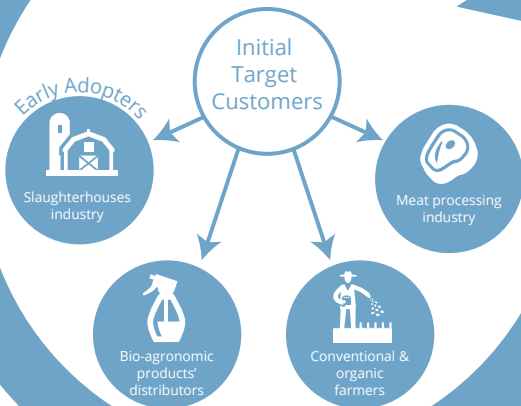 Initial
Target
Customers
Early Adopters
Slaughterhouses
industry
Meat processing
industry
Bio-agronomic
products’
distributors
Conventional &
organic
farmers